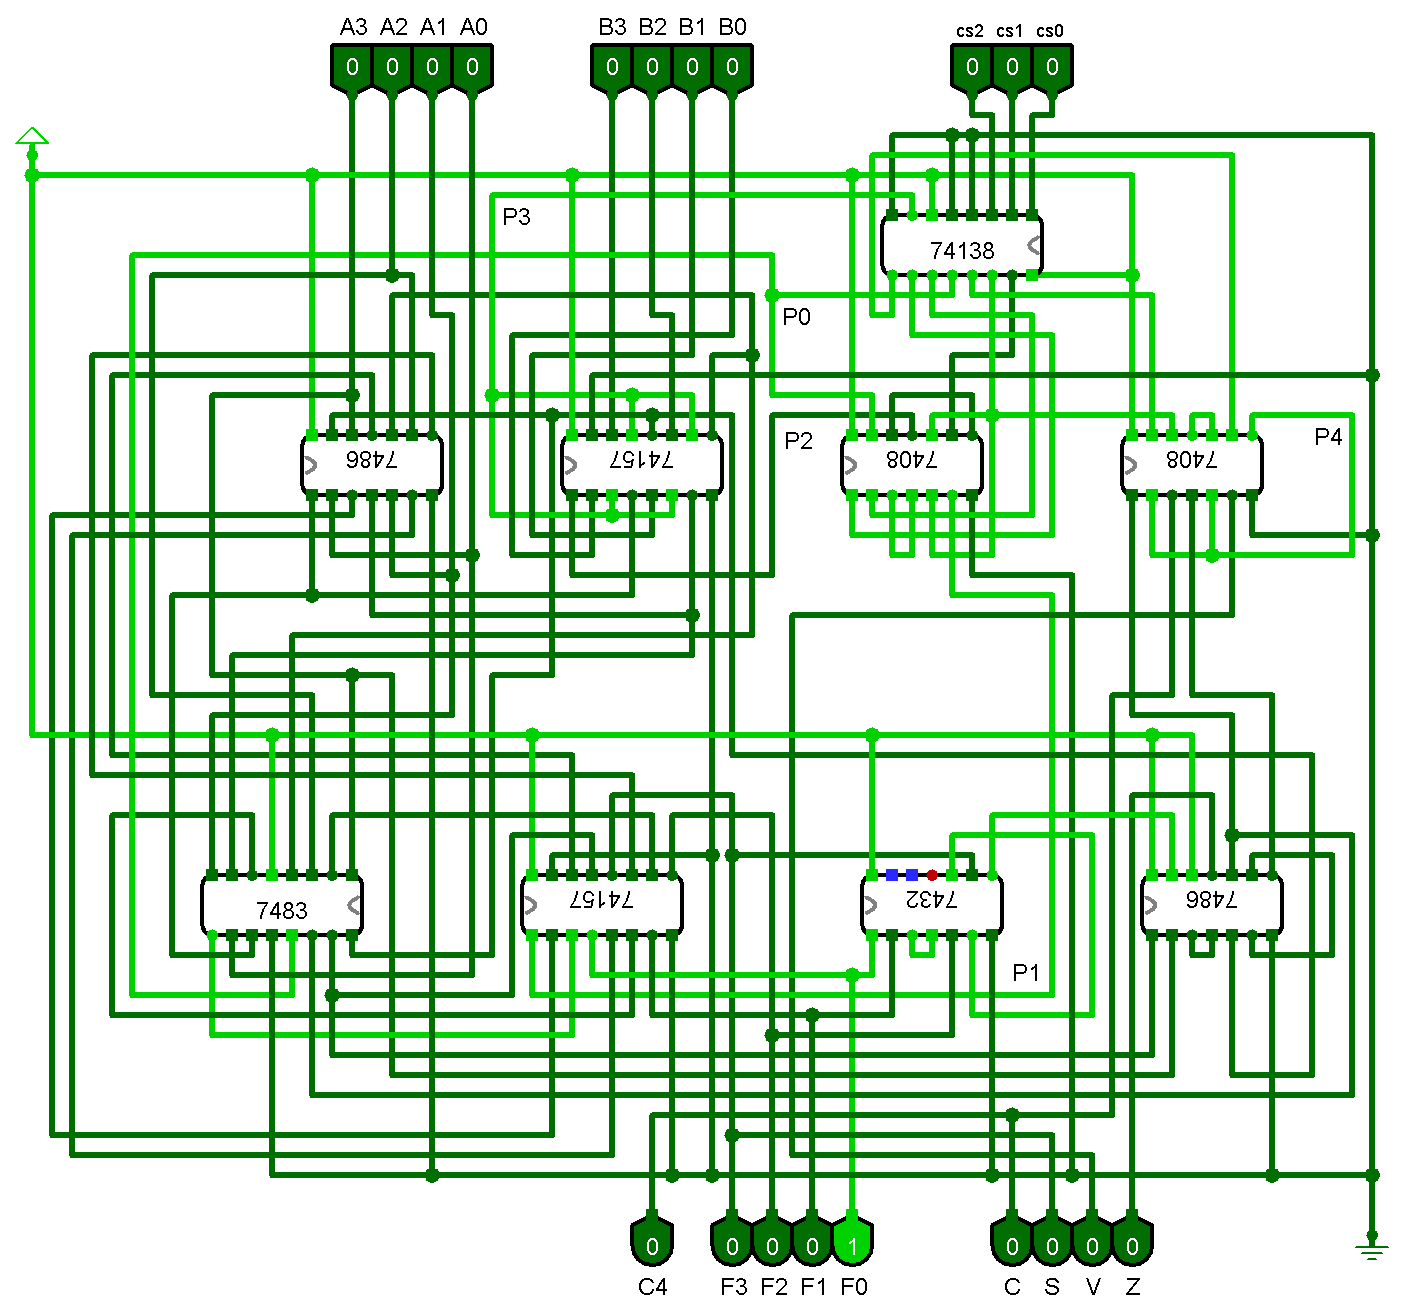 A3 A2 A1 A0 B3 B2 B1 B0 cs2 cs1 cs0
0 0 0 0 0 0 0 0 0 0 0
P3
74138
P0
P2
P4
7486 74157 7408 7408
7483 74157 7432 7486
P1
0 0 0 0 1 0 0 0 0
C4 F3 F2 F1 F0 C S V Z